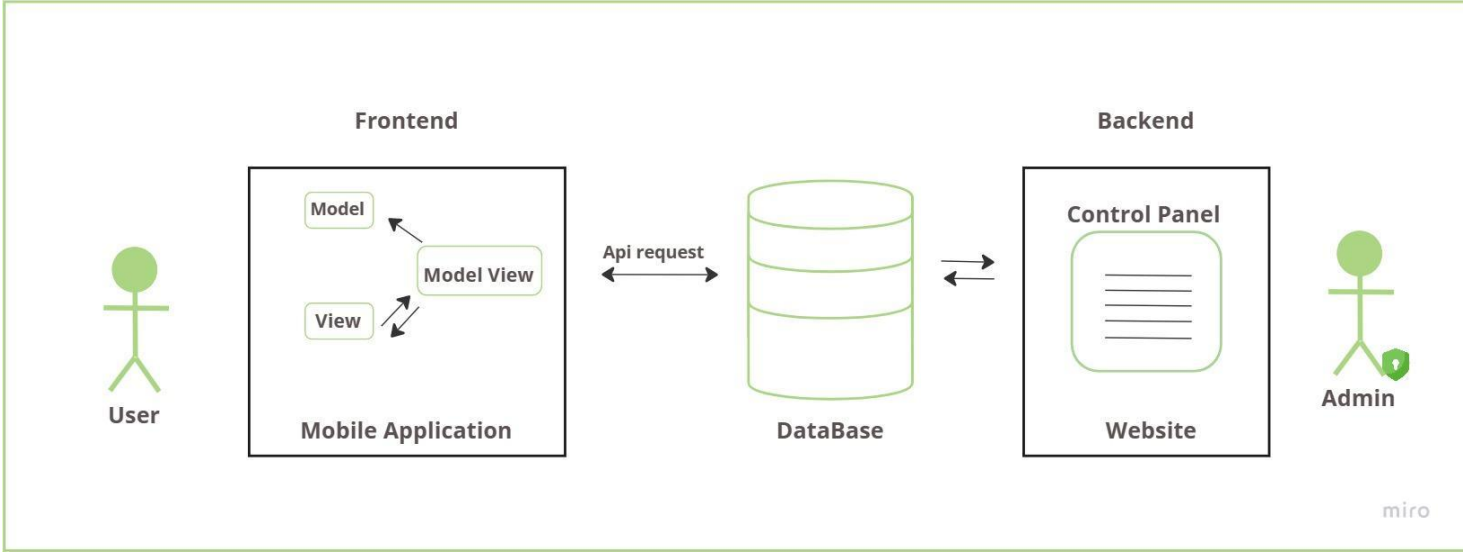 Frontend
Backend
Model
Model View
View
Mobile Application
User
Api request
DataBase
Control Panel
Website
Admin
miro